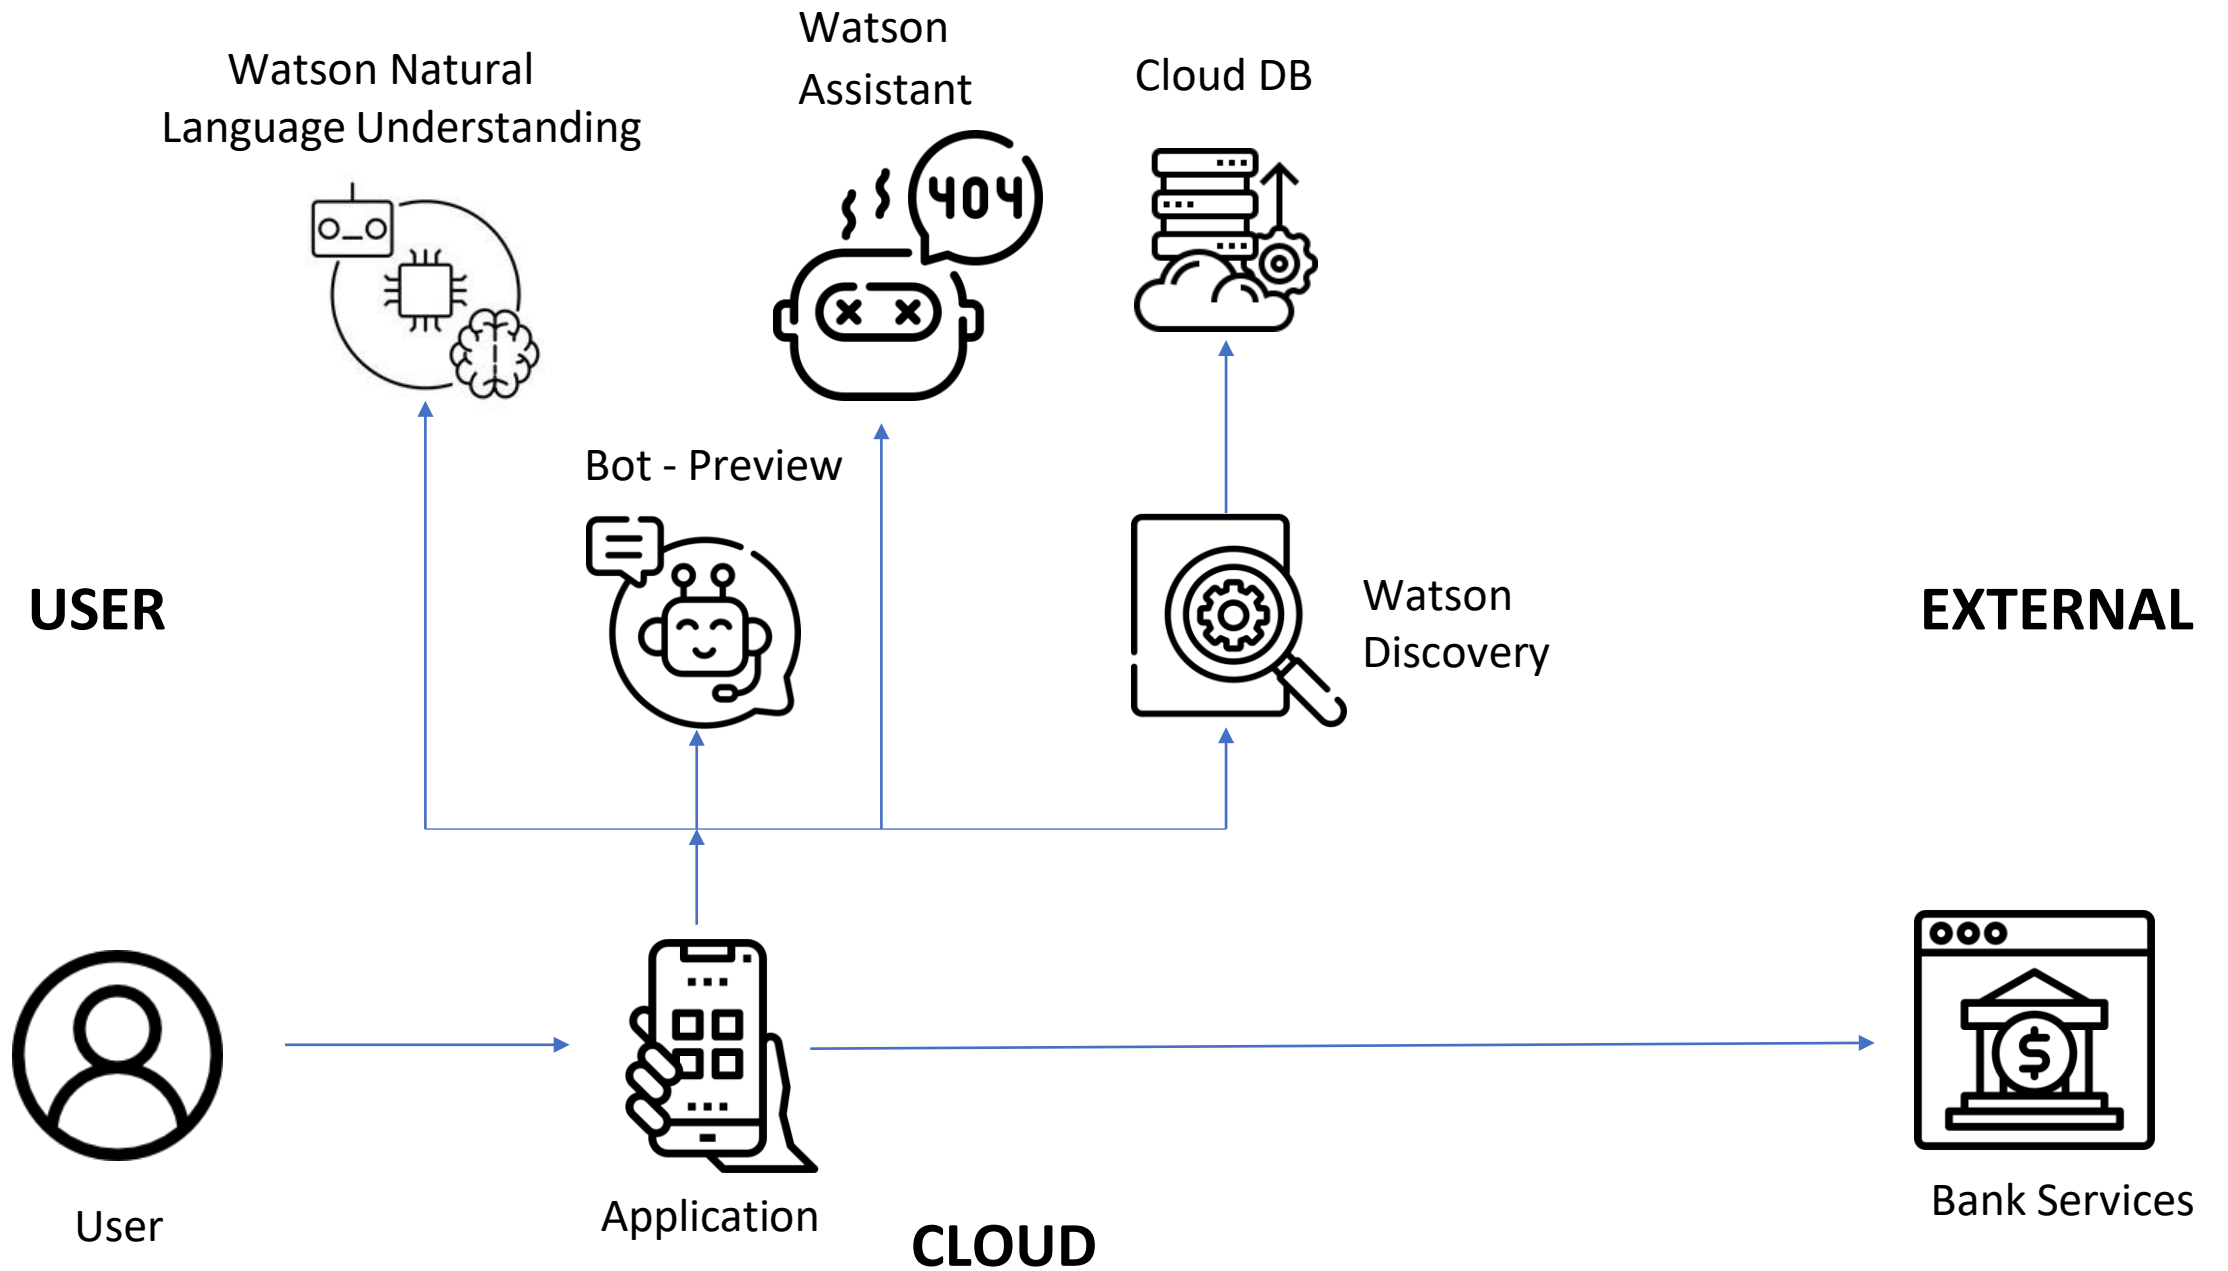 Watson Natural
Language Understanding
Watson
Assistant
Cloud DB
404
Bot - Preview
USER
Watson
Discovery
EXTERNAL
$
User
Application
CLOUD
Bank Services